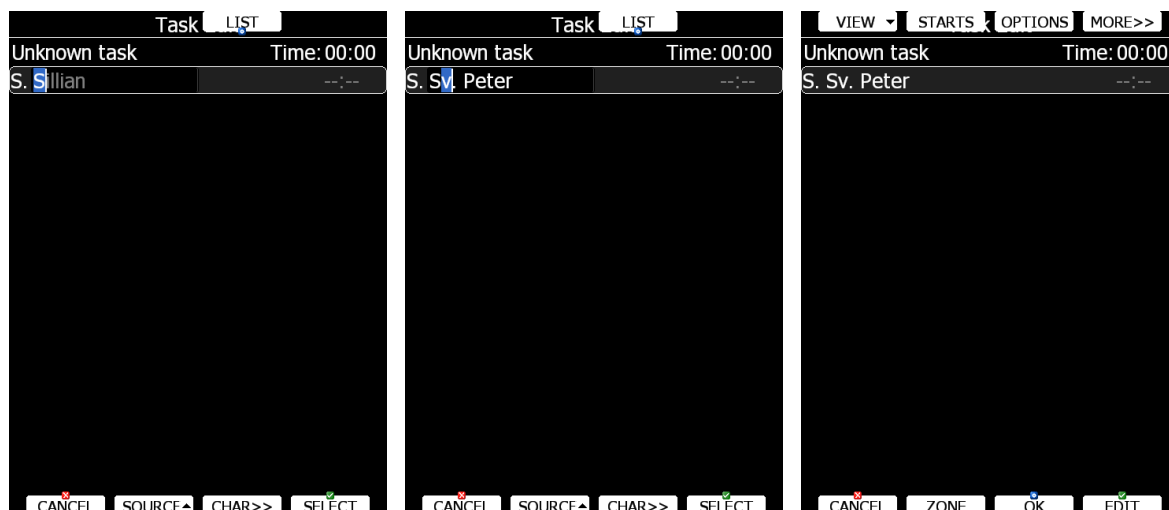 Task LIST
Unknown task Time: 00:00
S. Sillian --:--
CANCEL SOURCE CHAR>> SELECT
Task LIST
Unknown task Time: 00:00
S. Sv. Peter --:--
CANCEL SOURCE CHAR>> SELECT
VIEW STARTS OPTIONS MORE>>
Unknown task Time: 00:00
S. Sv. Peter --:--
CANCEL ZONE OK EDIT